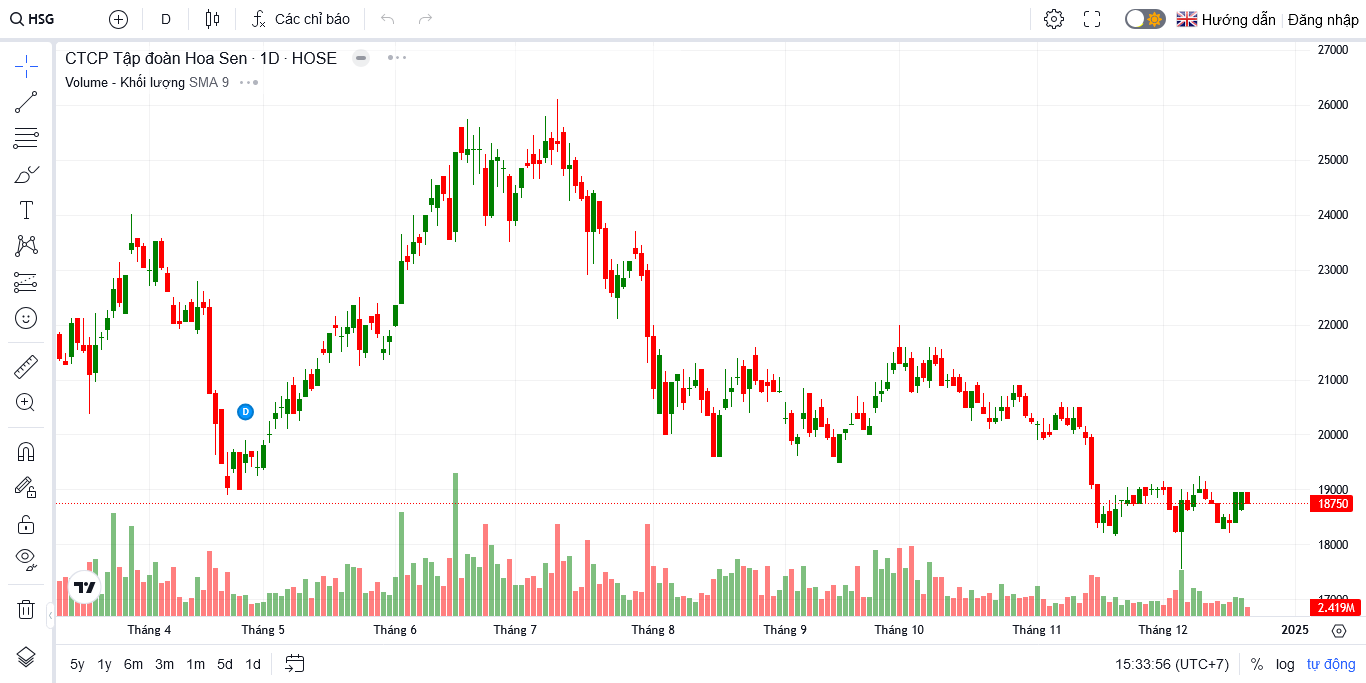 HSG D Các chỉ báo Hướng dẫn Đăng nhập
CTCP Tập đoàn Hoa Sen · 1D · HOSE
Volume - Khối lượng SMA 9
27000
26000
25000
24000
23000
22000
21000
20000
19000
18750
18000
17000
2.419M
D
Tháng 4 Tháng 5 Tháng 6 Tháng 7 Tháng 8 Tháng 9 Tháng 10 Tháng 11 Tháng 12 2025
5y 1y 6m 3m 1m 5d 1d 15:33:56 (UTC+7) % log tự động